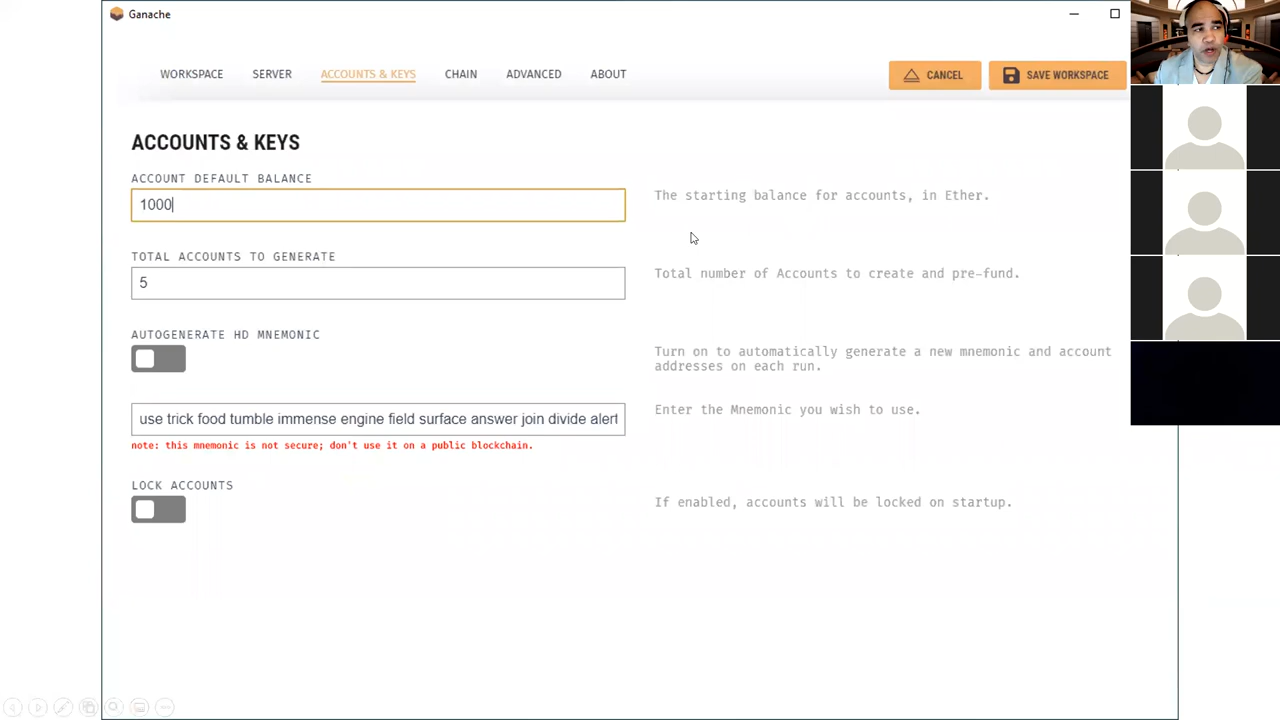 Ganache
WORKSPACE SERVER ACCOUNTS & KEYS CHAIN ADVANCED ABOUT CANCEL SAVE WORKSPACE
ACCOUNTS & KEYS
ACCOUNT DEFAULT BALANCE
1000
The starting balance for accounts, in Ether.
TOTAL ACCOUNTS TO GENERATE
5
Total number of Accounts to create and pre-fund.
AUTOGENERATE HD MNEMONIC
Turn on to automatically generate a new mnemonic and account
addresses on each run.
use trick food tumble immense engine field surface answer join divide alert
Enter the Mnemonic you wish to use.
note: this mnemonic is not secure; don't use it on a public blockchain.
LOCK ACCOUNTS
If enabled, accounts will be locked on startup.